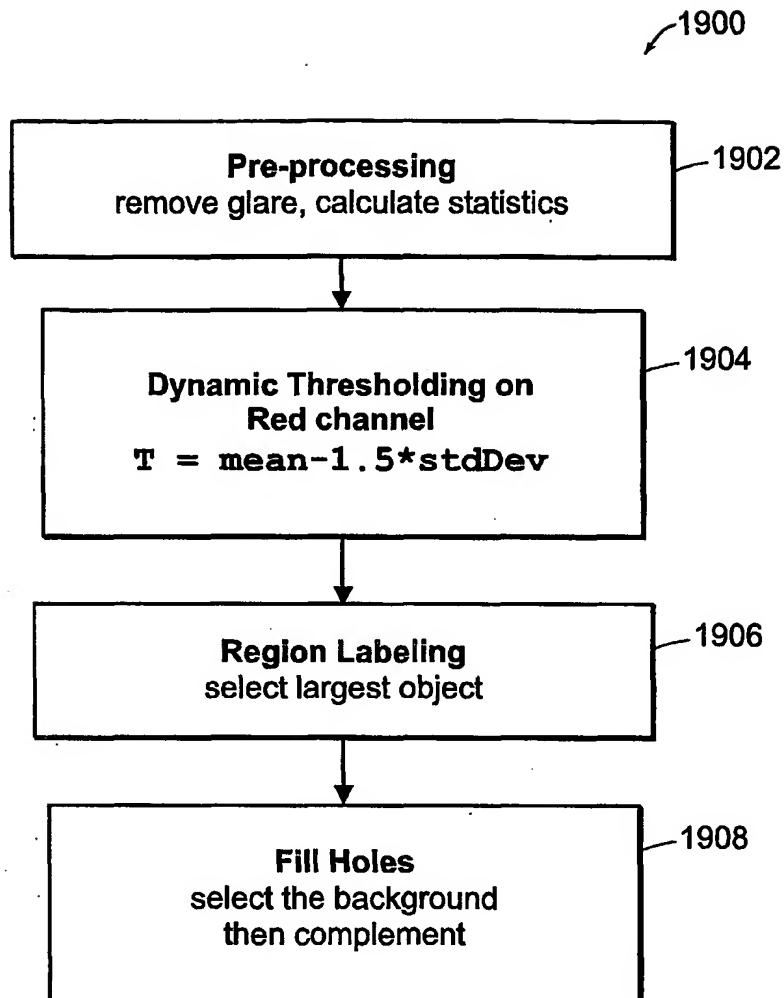 1900
Pre-processing
remove glare, calculate statistics
1902
Dynamic Thresholding on
Red channel
T = mean-1.5*stdDev
1904
Region Labeling
select largest object
1906
Fill Holes
select the background
then complement
1908